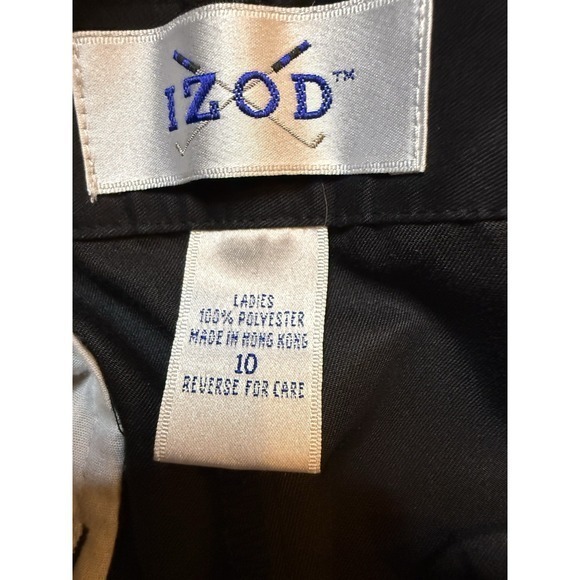 IZOD™
LADIES
100% POLYESTER
MADE IN HONG KONG
10
REVERSE FOR CARE